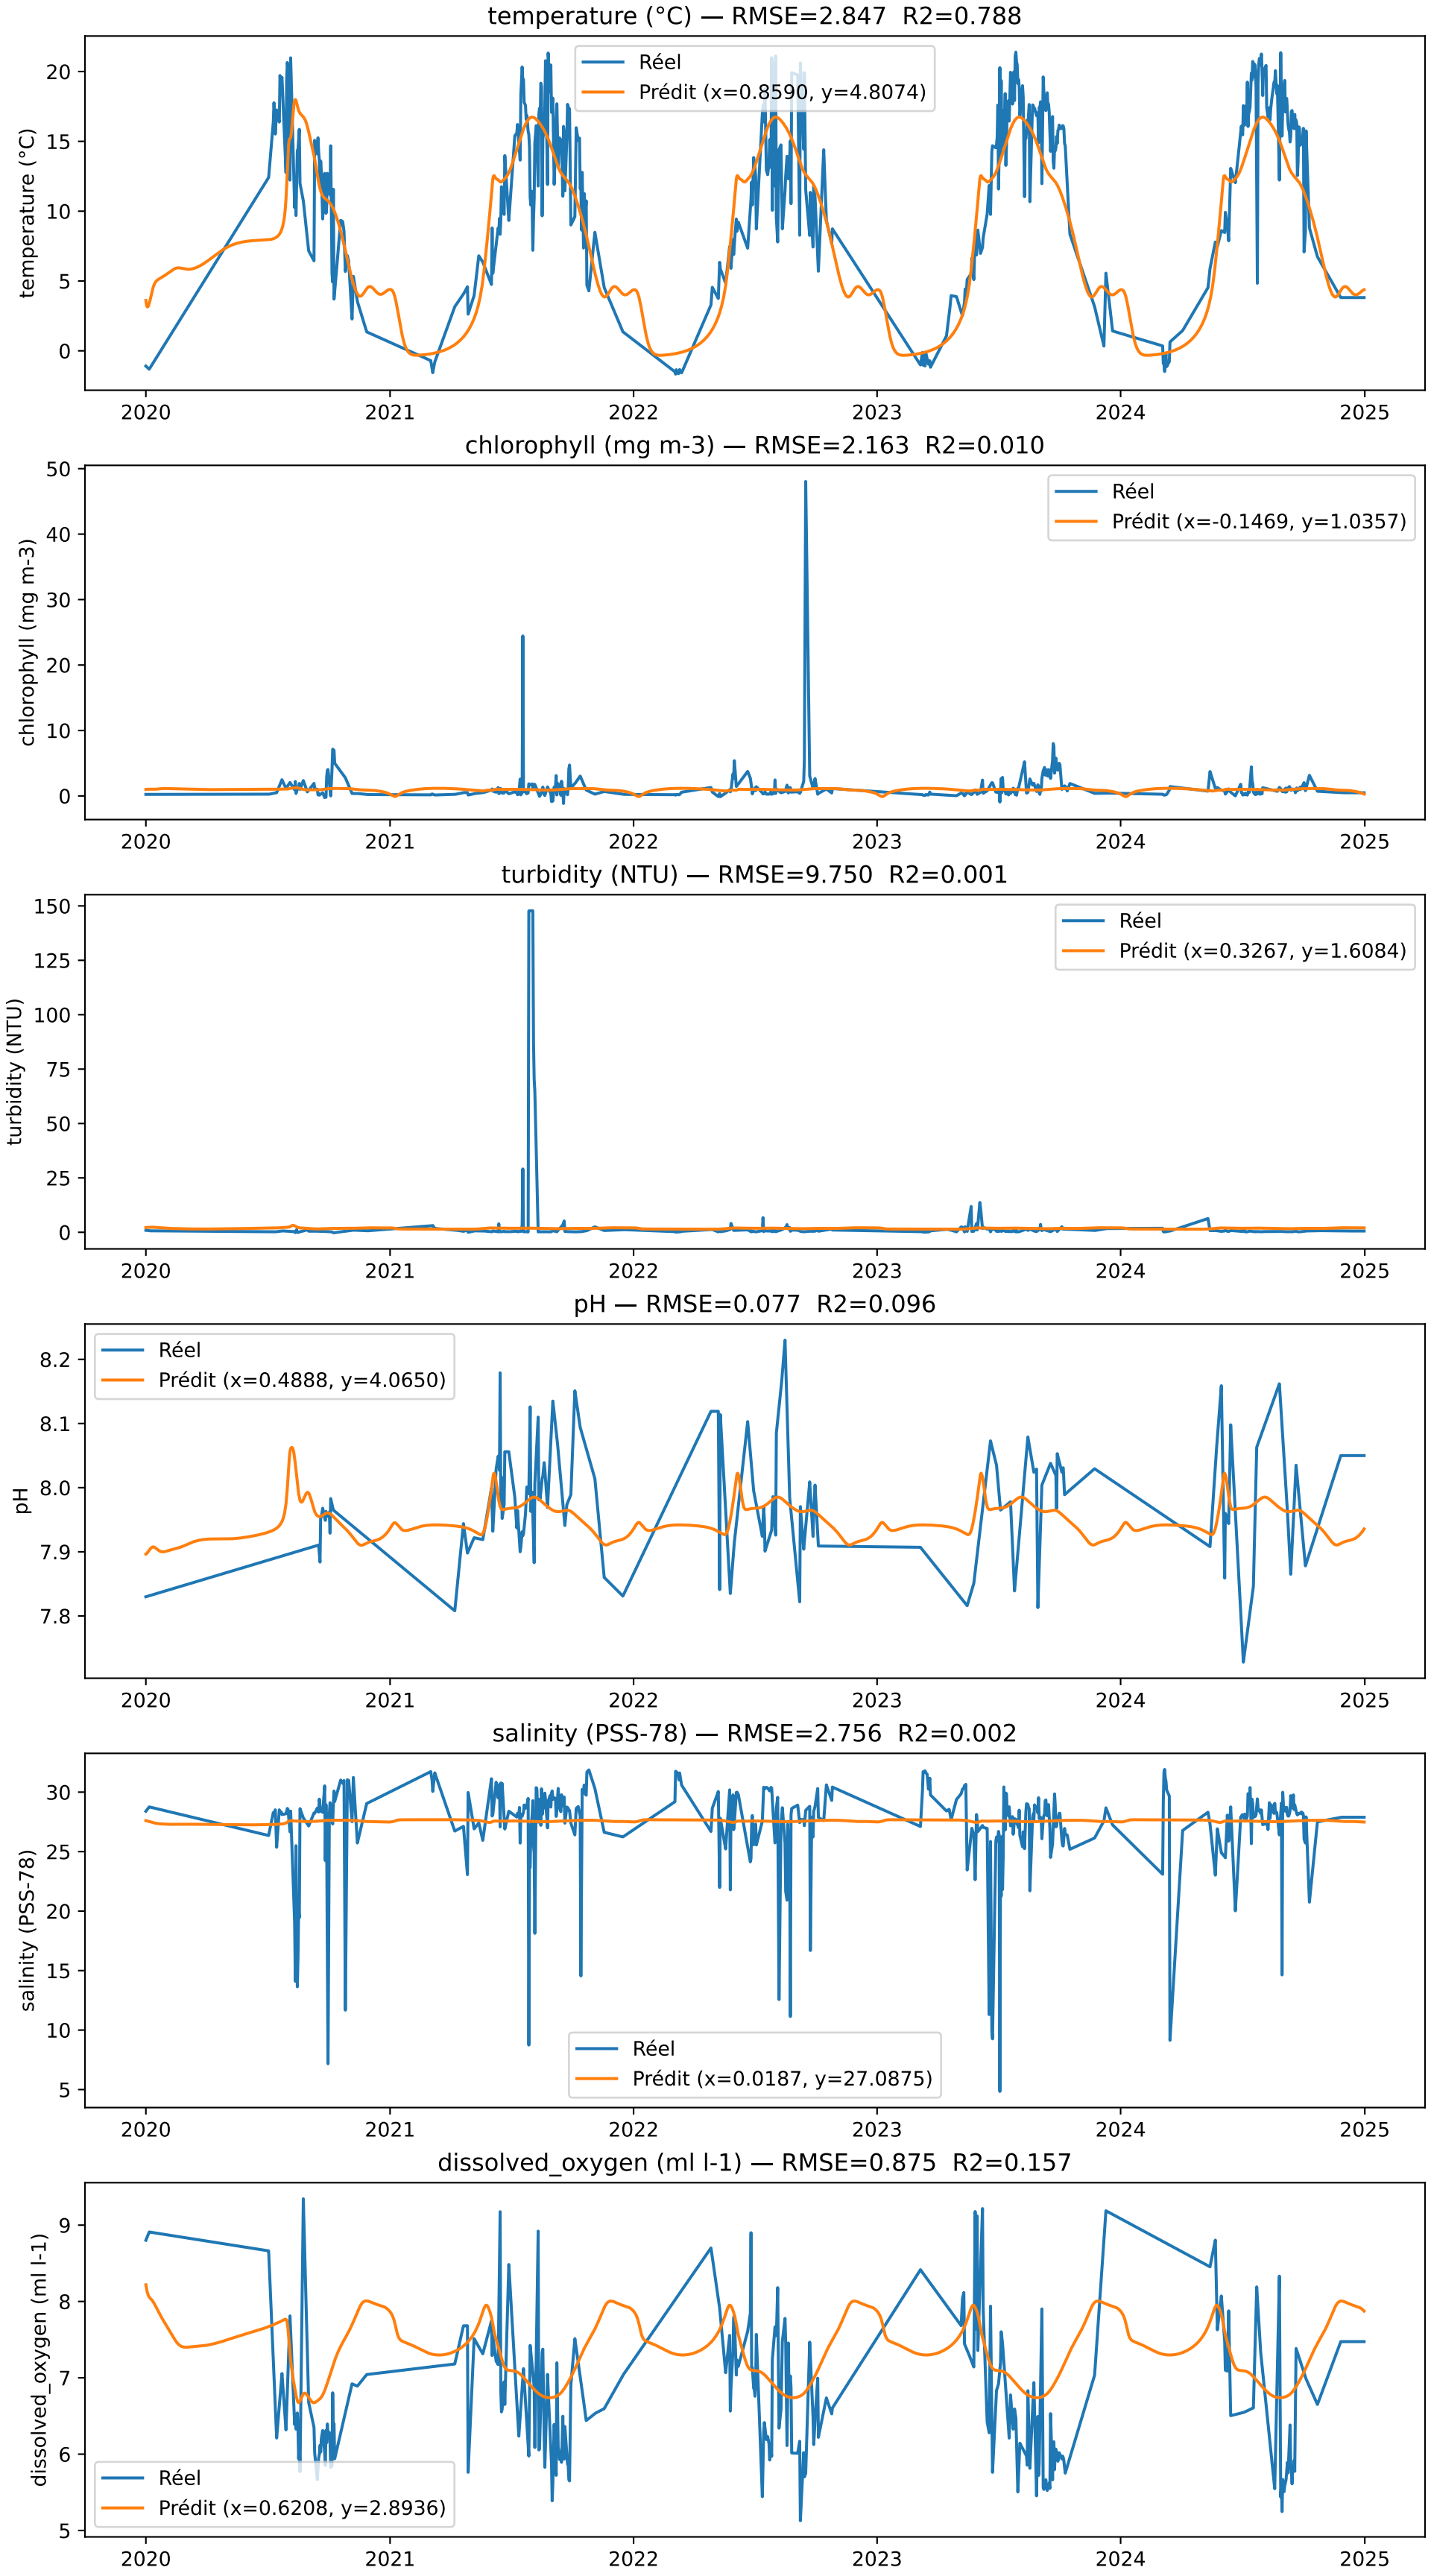 temperature (°C) — RMSE=2.847  R2=0.788
temperature (°C)
20
15
10
5
0
Réel
Prédit (x=0.8590, y=4.8074)
2020 2021 2022 2023 2024 2025
chlorophyll (mg m-3) — RMSE=2.163  R2=0.010
chlorophyll (mg m-3)
50
40
30
20
10
0
Réel
Prédit (x=-0.1469, y=1.0357)
2020 2021 2022 2023 2024 2025
turbidity (NTU) — RMSE=9.750  R2=0.001
turbidity (NTU)
150
125
100
75
50
25
0
Réel
Prédit (x=0.3267, y=1.6084)
2020 2021 2022 2023 2024 2025
pH — RMSE=0.077  R2=0.096
pH
8.2
8.1
8.0
7.9
7.8
Réel
Prédit (x=0.4888, y=4.0650)
2020 2021 2022 2023 2024 2025
salinity (PSS-78) — RMSE=2.756  R2=0.002
salinity (PSS-78)
30
25
20
15
10
5
Réel
Prédit (x=0.0187, y=27.0875)
2020 2021 2022 2023 2024 2025
dissolved_oxygen (ml l-1) — RMSE=0.875  R2=0.157
dissolved_oxygen (ml l-1)
9
8
7
6
5
Réel
Prédit (x=0.6208, y=2.8936)
2020 2021 2022 2023 2024 2025